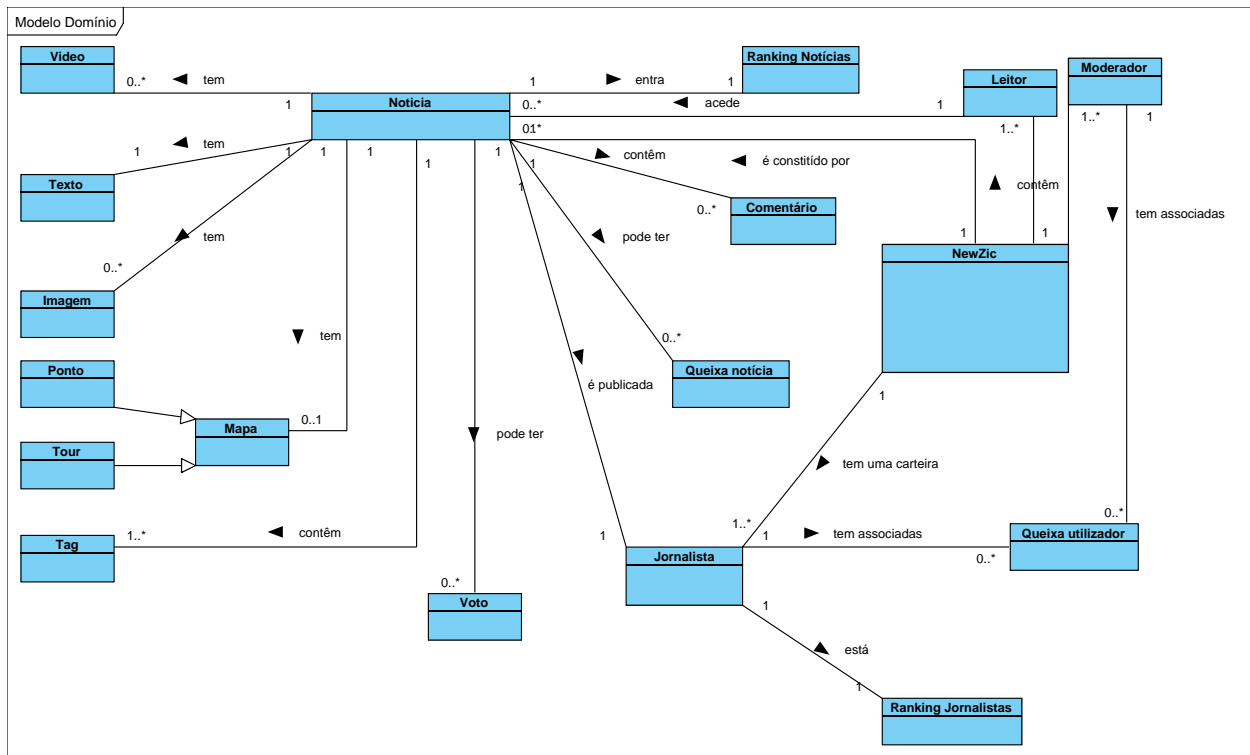 Modelo Domínio
Video
Ranking Notícias
Moderador
Leitor
0..*
tem
1
entra
1
Noticia
1
0..*
acede
1
1..*
1..*
1
01*
1
tem
1
1
1
1
1
1
1
1
contêm
é constitído por
contêm
Texto
Comentário
0..*
tem associadas
tem
pode ter
1
1
NewZic
0..*
Imagem
tem
0..*
Ponto
Queixa notícia
é publicada
1
Mapa
0..1
Tour
pode ter
tem uma carteira
1..*
contêm
1
1..*
1
tem associadas
0..*
Queixa utilizador
Tag
Jornalista
0..*
0..*
Voto
1
está
1
Ranking Jornalistas